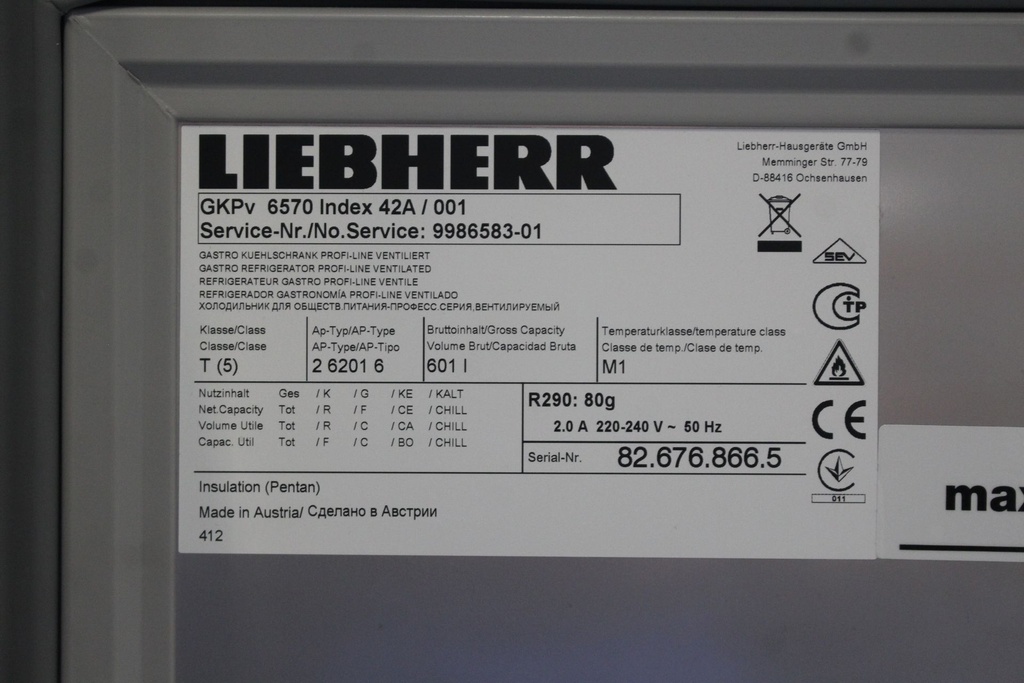 LIEBHERR
Liebherr-Hausgeräte GmbH
Memminger Str. 77-79
D-88416 Ochsenhausen
GKPv 6570 Index 42A / 001
Service-Nr./No.Service: 9986583-01
GASTRO KUEHLSCHRANK PROFI-LINE VENTILIERT
GASTRO REFRIGERATOR PROFI-LINE VENTILATED
REFRIGERATEUR GASTRO PROFI-LINE VENTILE
REFRIGERADOR GASTRONOMÍA PROFI-LINE VENTILADO
ХОЛОДИЛЬНИК ДЛЯ ОБЩЕСТВ.ПИТАНИЯ-ПРОФЕСС.СЕРИЯ,ВЕНТИЛИРУЕМЫЙ
SEV
Klasse/Class Ap-Typ/AP-Type Bruttoinhalt/Gross Capacity Temperaturklasse/temperature class
Classe/Clase AP-Type/AP-Tipo Volume Brut/Capacidad Bruta Classe de temp./Clase de temp.
T (5) 2 6201 6 601 l M1
Nutzinhalt Ges / K / G / KE / KALT
Net.Capacity Tot / R / F / CE / CHILL
Volume Utile Tot / R / C / CA / CHILL
Capac. Util Tot / F / C / BO / CHILL
R290: 80g
2.0 A 220-240 V ~ 50 Hz
Serial-Nr. 82.676.866.5
CE
011
Insulation (Pentan)
Made in Austria/ Сделано в Австрии
412